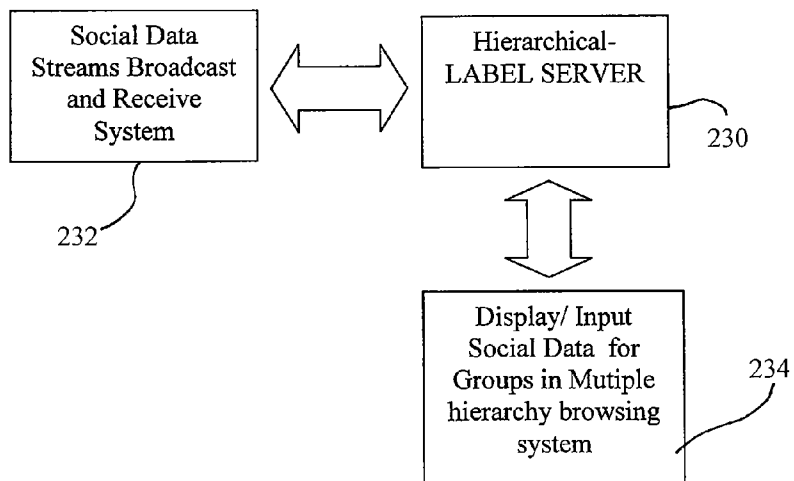 Social Data
Streams Broadcast
and Receive
System
232
Hierarchical-
LABEL SERVER
230
Display/ Input
Social Data for
Groups in Mutiple
hierarchy browsing
system
234